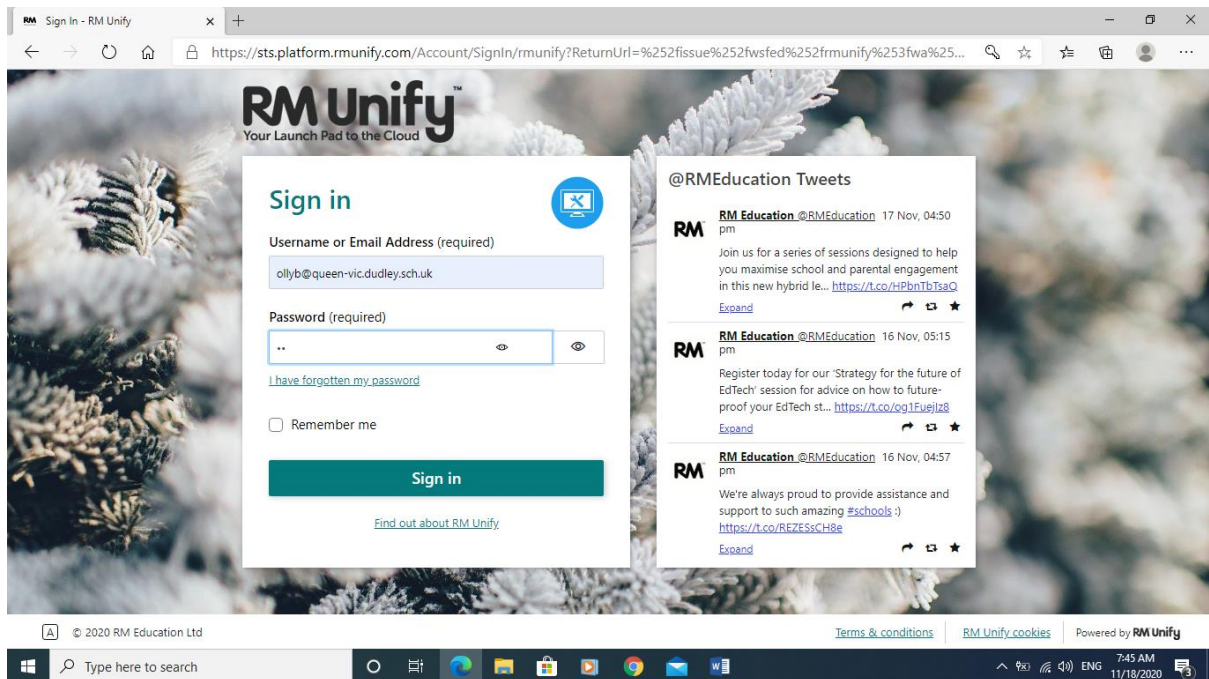 RM Sign In - RM Unify
https://sts.platform.rmunify.com/Account/SignIn/rmunify?ReturnUrl=%252fissue%252fwsfed%252frmunify%253fwa%25...
RM Unify™
Your Launch Pad to the Cloud
Sign in
Username or Email Address (required)
ollyb@queen-vic.dudley.sch.uk
Password (required)
••
I have forgotten my password
Remember me
Sign in
Find out about RM Unify
@RMEducation Tweets
RM
RM Education @RMEducation 17 Nov, 04:50
pm
Join us for a series of sessions designed to help
you maximise school and parental engagement
in this new hybrid le... https://t.co/HPbnTbTsaQ
Expand
RM
RM Education @RMEducation 16 Nov, 05:15
pm
Register today for our 'Strategy for the future of
EdTech' session for advice on how to future-
proof your EdTech st... https://t.co/og1FuejIz8
Expand
RM
RM Education @RMEducation 16 Nov, 04:57
pm
We're always proud to provide assistance and
support to such amazing #schools :)
https://t.co/REZESsCH8e
Expand
A © 2020 RM Education Ltd
Terms & conditions
RM Unify cookies
Powered by RM Unify
Type here to search
ENG
7:45 AM
11/18/2020
3